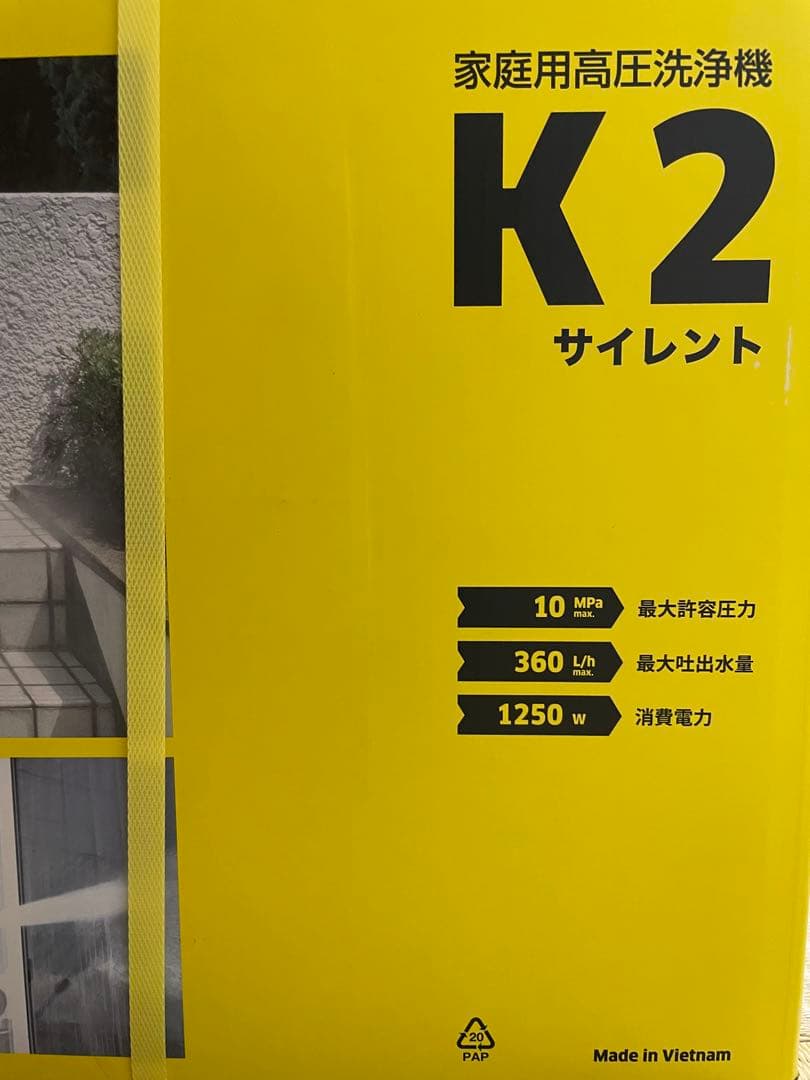 家庭用高圧洗浄機
K2
サイレント
10 MPa max. 最大許容圧力
360 L/h max. 最大吐出水量
1250 W 消費電力
20
PAP
Made in Vietnam